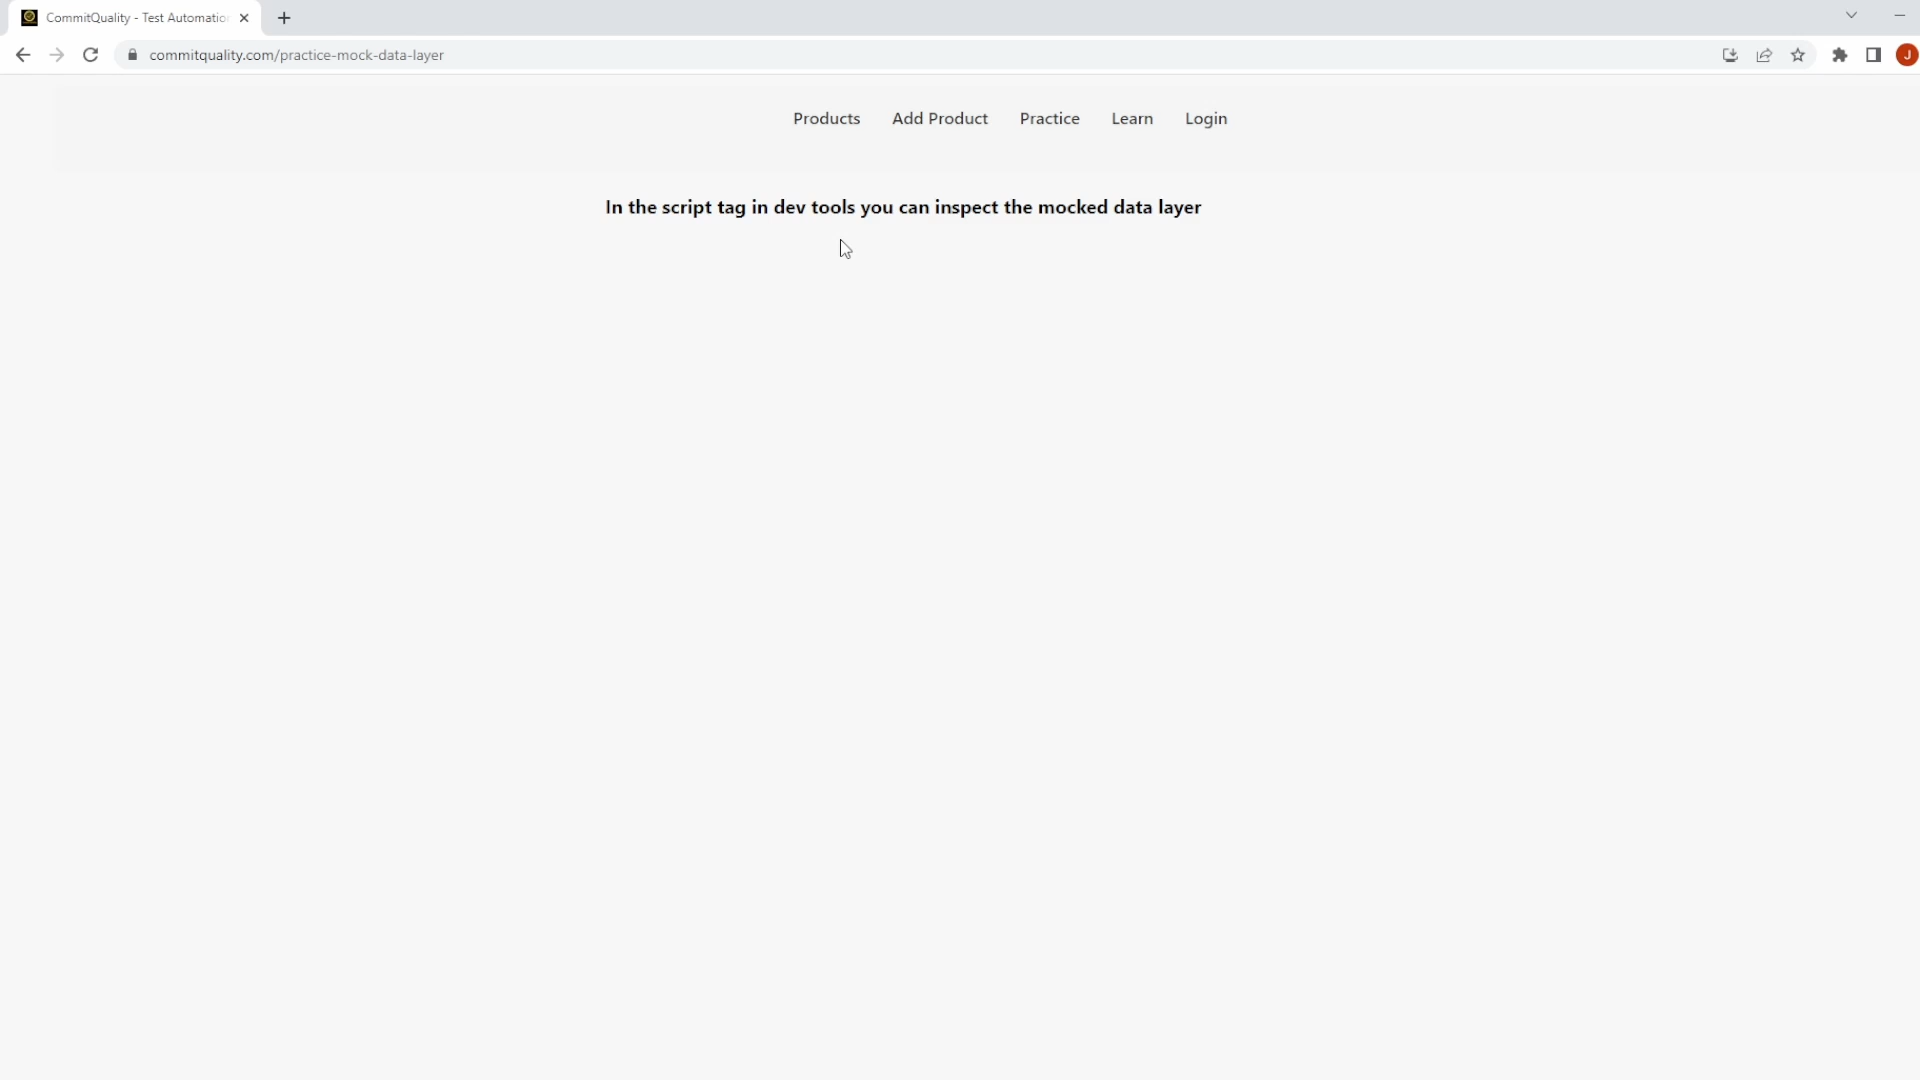 CommitQuality - Test Automatio
commitquality.com/practice-mock-data-layer
J
Products Add Product Practice Learn Login
In the script tag in dev tools you can inspect the mocked data layer